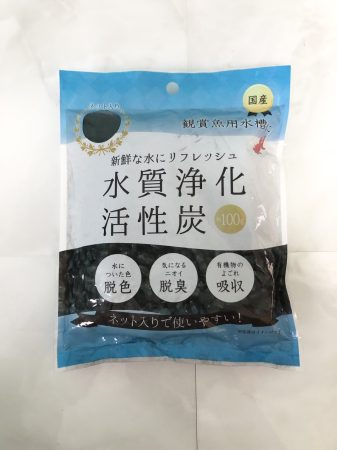 国産
観賞魚用水槽に
新鮮な水にリフレッシュ
水質浄化
活性炭
約100g
水に
ついた色
脱色
気になる
ニオイ
脱臭
有機物の
よごれ
吸収
ネット入りで使いやすい!